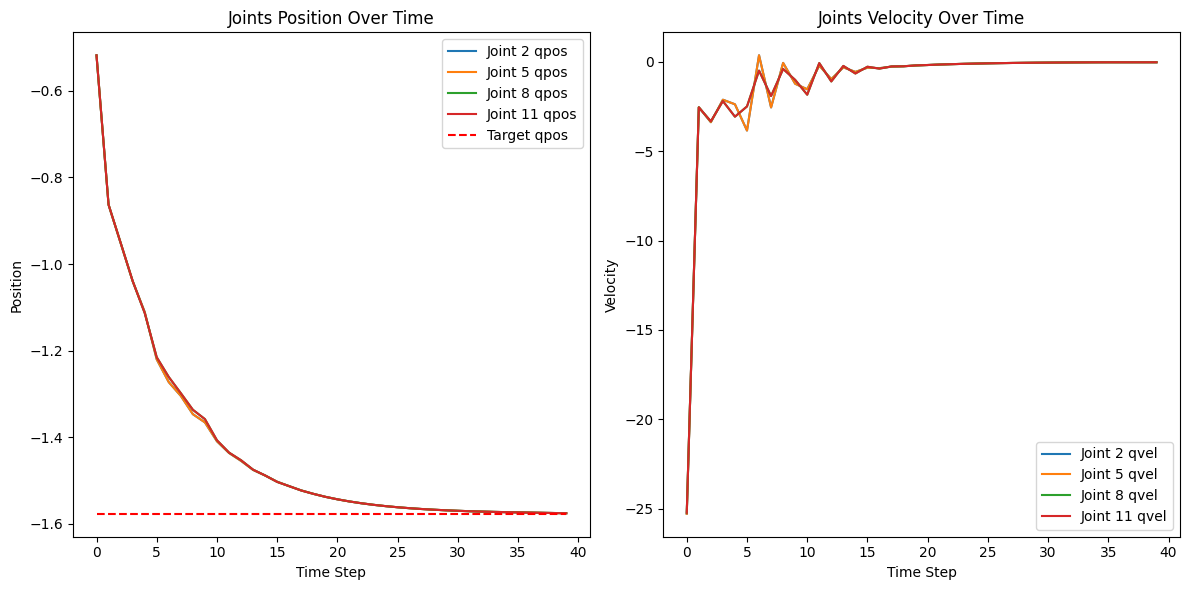 Joints Position Over Time
Position
−0.6
−0.8
−1.0
−1.2
−1.4
−1.6
0 5 10 15 20 25 30 35 40
Time Step
Joint 2 qpos
Joint 5 qpos
Joint 8 qpos
Joint 11 qpos
Target qpos
Joints Velocity Over Time
Velocity
0
−5
−10
−15
−20
−25
0 5 10 15 20 25 30 35 40
Time Step
Joint 2 qvel
Joint 5 qvel
Joint 8 qvel
Joint 11 qvel